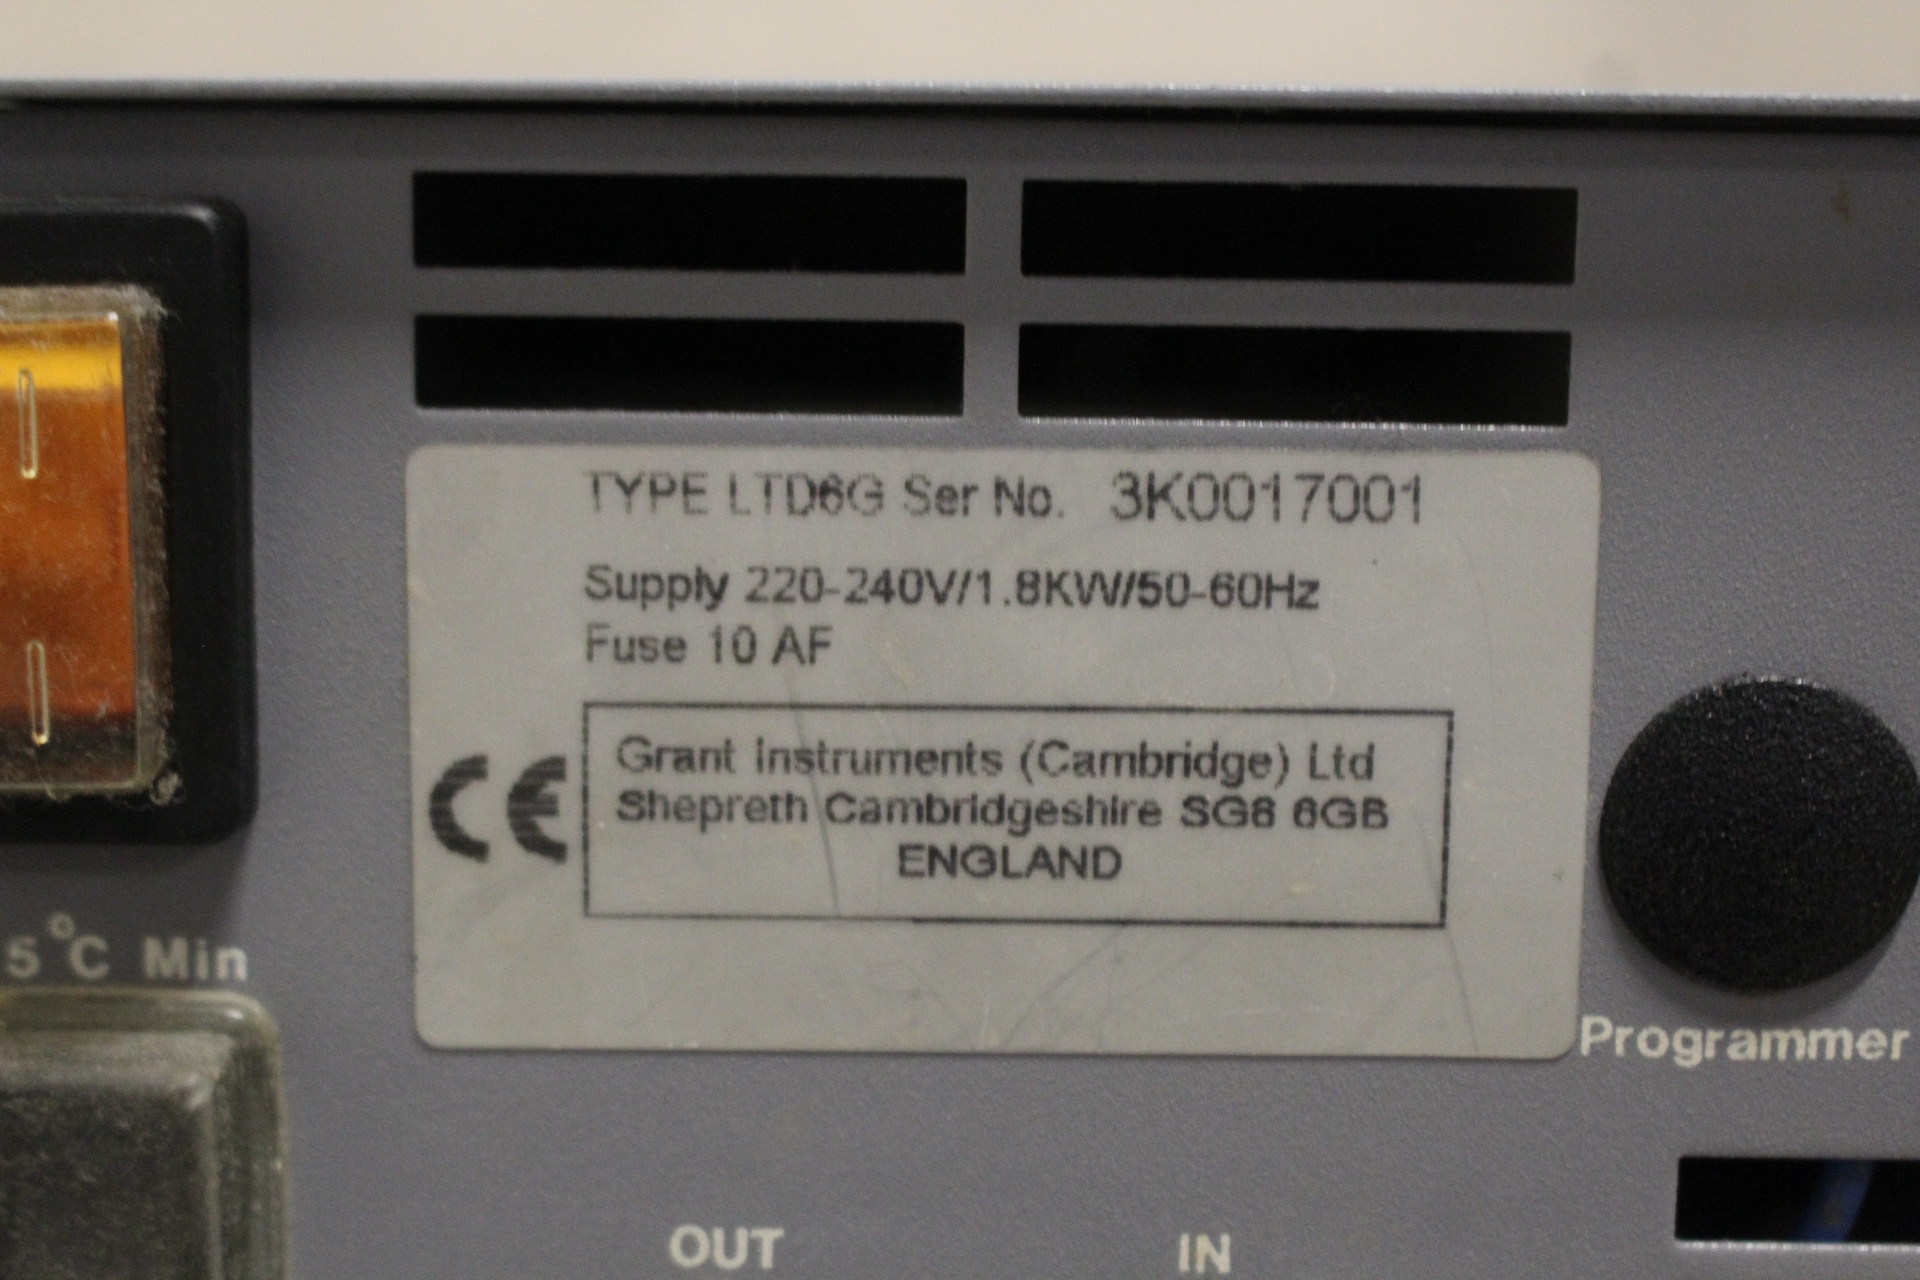 TYPE LTD6G Ser No. 3K0017001
Supply 220-240V/1.8KW/50-60Hz
Fuse 10 AF
CE
Grant Instruments (Cambridge) Ltd
Shepreth Cambridgeshire SG8 6GB
ENGLAND
5°C Min
Programmer
OUT
IN